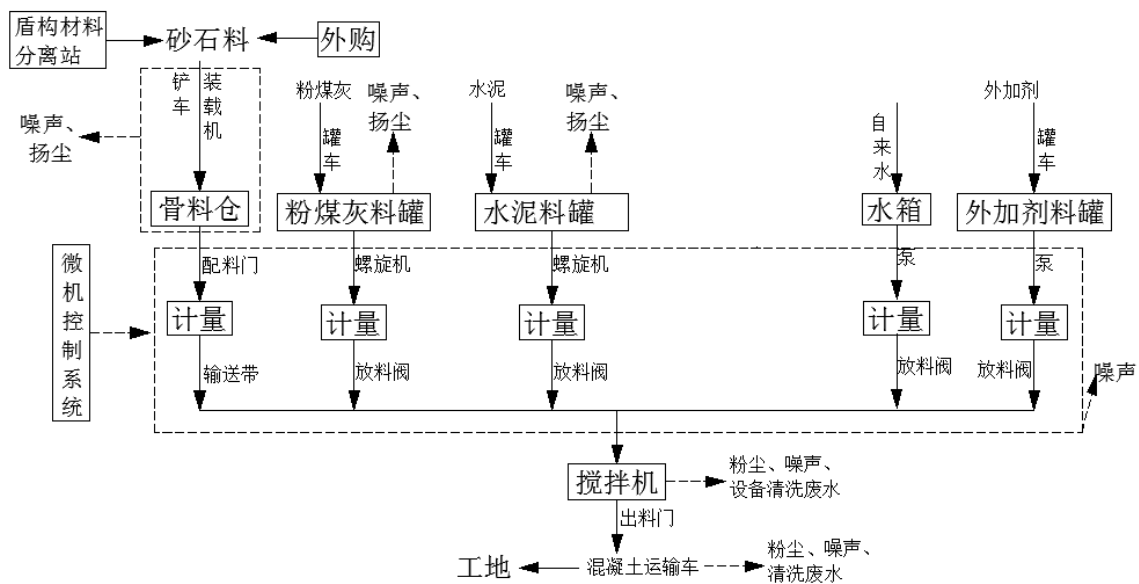 盾构材料
分离站
砂石料
外购
铲车
装载机
噪声、
扬尘
粉煤灰
罐车
噪声、
扬尘
水泥
罐车
噪声、
扬尘
自来水
外加剂
罐车
骨料仓
粉煤灰料罐
水泥料罐
水箱
外加剂料罐
微机控制系统
配料门
螺旋机
螺旋机
泵
泵
计量
计量
计量
计量
计量
输送带
放料阀
放料阀
放料阀
放料阀
噪声
搅拌机
粉尘、噪声、
设备清洗废水
出料门
工地
混凝土运输车
粉尘、噪声、
清洗废水